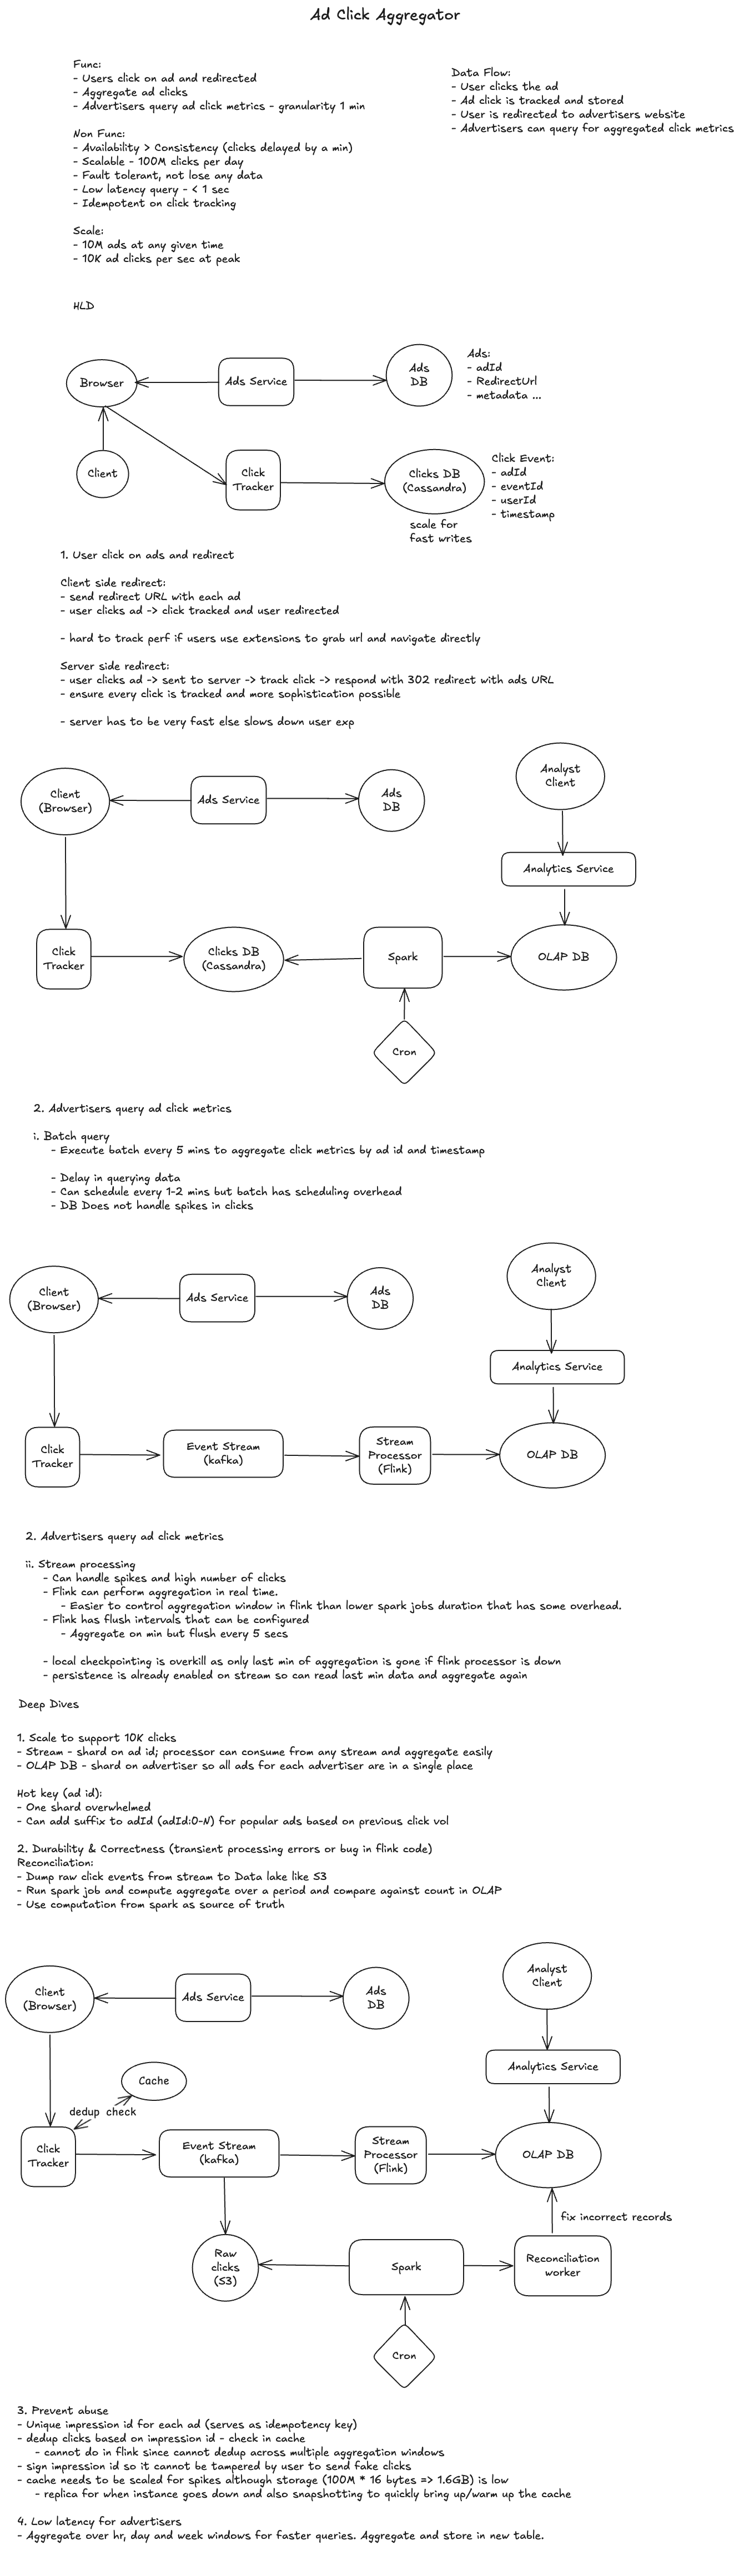 Ad Click Aggregator
Func:
- Users click on ad and redirected
- Aggregate ad clicks
- Advertisers query ad click metrics - granularity 1 min
Non Func:
- Availability > Consistency (clicks delayed by a min)
- Scalable - 100M clicks per day
- Fault tolerant, not lose any data
- Low latency query - < 1 sec
- Idempotent on click tracking
Scale:
- 10M ads at any given time
- 10K ad clicks per sec at peak
Data Flow:
- User clicks the ad
- Ad click is tracked and stored
- User is redirected to advertisers website
- Advertisers can query for aggregated click metrics
HLD
Browser
Ads Service
Ads
DB
Ads:
- adId
- RedirectUrl
- metadata ...
Client
Click
Tracker
Clicks DB
(Cassandra)
scale for
fast writes
Click Event:
- adId
- eventId
- userId
- timestamp
1. User click on ads and redirect
Client side redirect:
- send redirect URL with each ad
- user clicks ad -> click tracked and user redirected
- hard to track perf if users use extensions to grab url and navigate directly
Server side redirect:
- user clicks ad -> sent to server -> track click -> respond with 302 redirect with ads URL
- ensure every click is tracked and more sophistication possible
- server has to be very fast else slows down user exp
Client
(Browser)
Ads Service
Ads
DB
Analyst
Client
Analytics Service
Click
Tracker
Clicks DB
(Cassandra)
Spark
OLAP DB
Cron
2. Advertisers query ad click metrics
i. Batch query
- Execute batch every 5 mins to aggregate click metrics by ad id and timestamp
- Delay in querying data
- Can schedule every 1-2 mins but batch has scheduling overhead
- DB Does not handle spikes in clicks
Client
(Browser)
Ads Service
Ads
DB
Analyst
Client
Analytics Service
Click
Tracker
Event Stream
(kafka)
Stream
Processor
(Flink)
OLAP DB
2. Advertisers query ad click metrics
ii. Stream processing
- Can handle spikes and high number of clicks
- Flink can perform aggregation in real time.
- Easier to control aggregation window in flink than lower spark jobs duration that has some overhead.
- Flink has flush intervals that can be configured
- Aggregate on min but flush every 5 secs
- local checkpointing is overkill as only last min of aggregation is gone if flink processor is down
- persistence is already enabled on stream so can read last min data and aggregate again
Deep Dives
1. Scale to support 10K clicks
- Stream - shard on ad id; processor can consume from any stream and aggregate easily
- OLAP DB - shard on advertiser so all ads for each advertiser are in a single place
Hot key (ad id):
- One shard overwhelmed
- Can add suffix to adId (adId:0-N) for popular ads based on previous click vol
2. Durability & Correctness (transient processing errors or bug in flink code)
Reconciliation:
- Dump raw click events from stream to Data lake like S3
- Run spark job and compute aggregate over a period and compare against count in OLAP
- Use computation from spark as source of truth
Client
(Browser)
Ads Service
Ads
DB
Analyst
Client
Analytics Service
Cache
dedup check
Click
Tracker
Event Stream
(kafka)
Stream
Processor
(Flink)
OLAP DB
fix incorrect records
Raw
clicks
(S3)
Spark
Reconciliation
worker
Cron
3. Prevent abuse
- Unique impression id for each ad (serves as idempotency key)
- dedup clicks based on impression id - check in cache
- cannot do in flink since cannot dedup across multiple aggregation windows
- sign impression id so it cannot be tampered by user to send fake clicks
- cache needs to be scaled for spikes although storage (100M * 16 bytes => 1.6GB) is low
- replica for when instance goes down and also snapshotting to quickly bring up/warm up the cache
4. Low latency for advertisers
- Aggregate over hr, day and week windows for faster queries. Aggregate and store in new table.